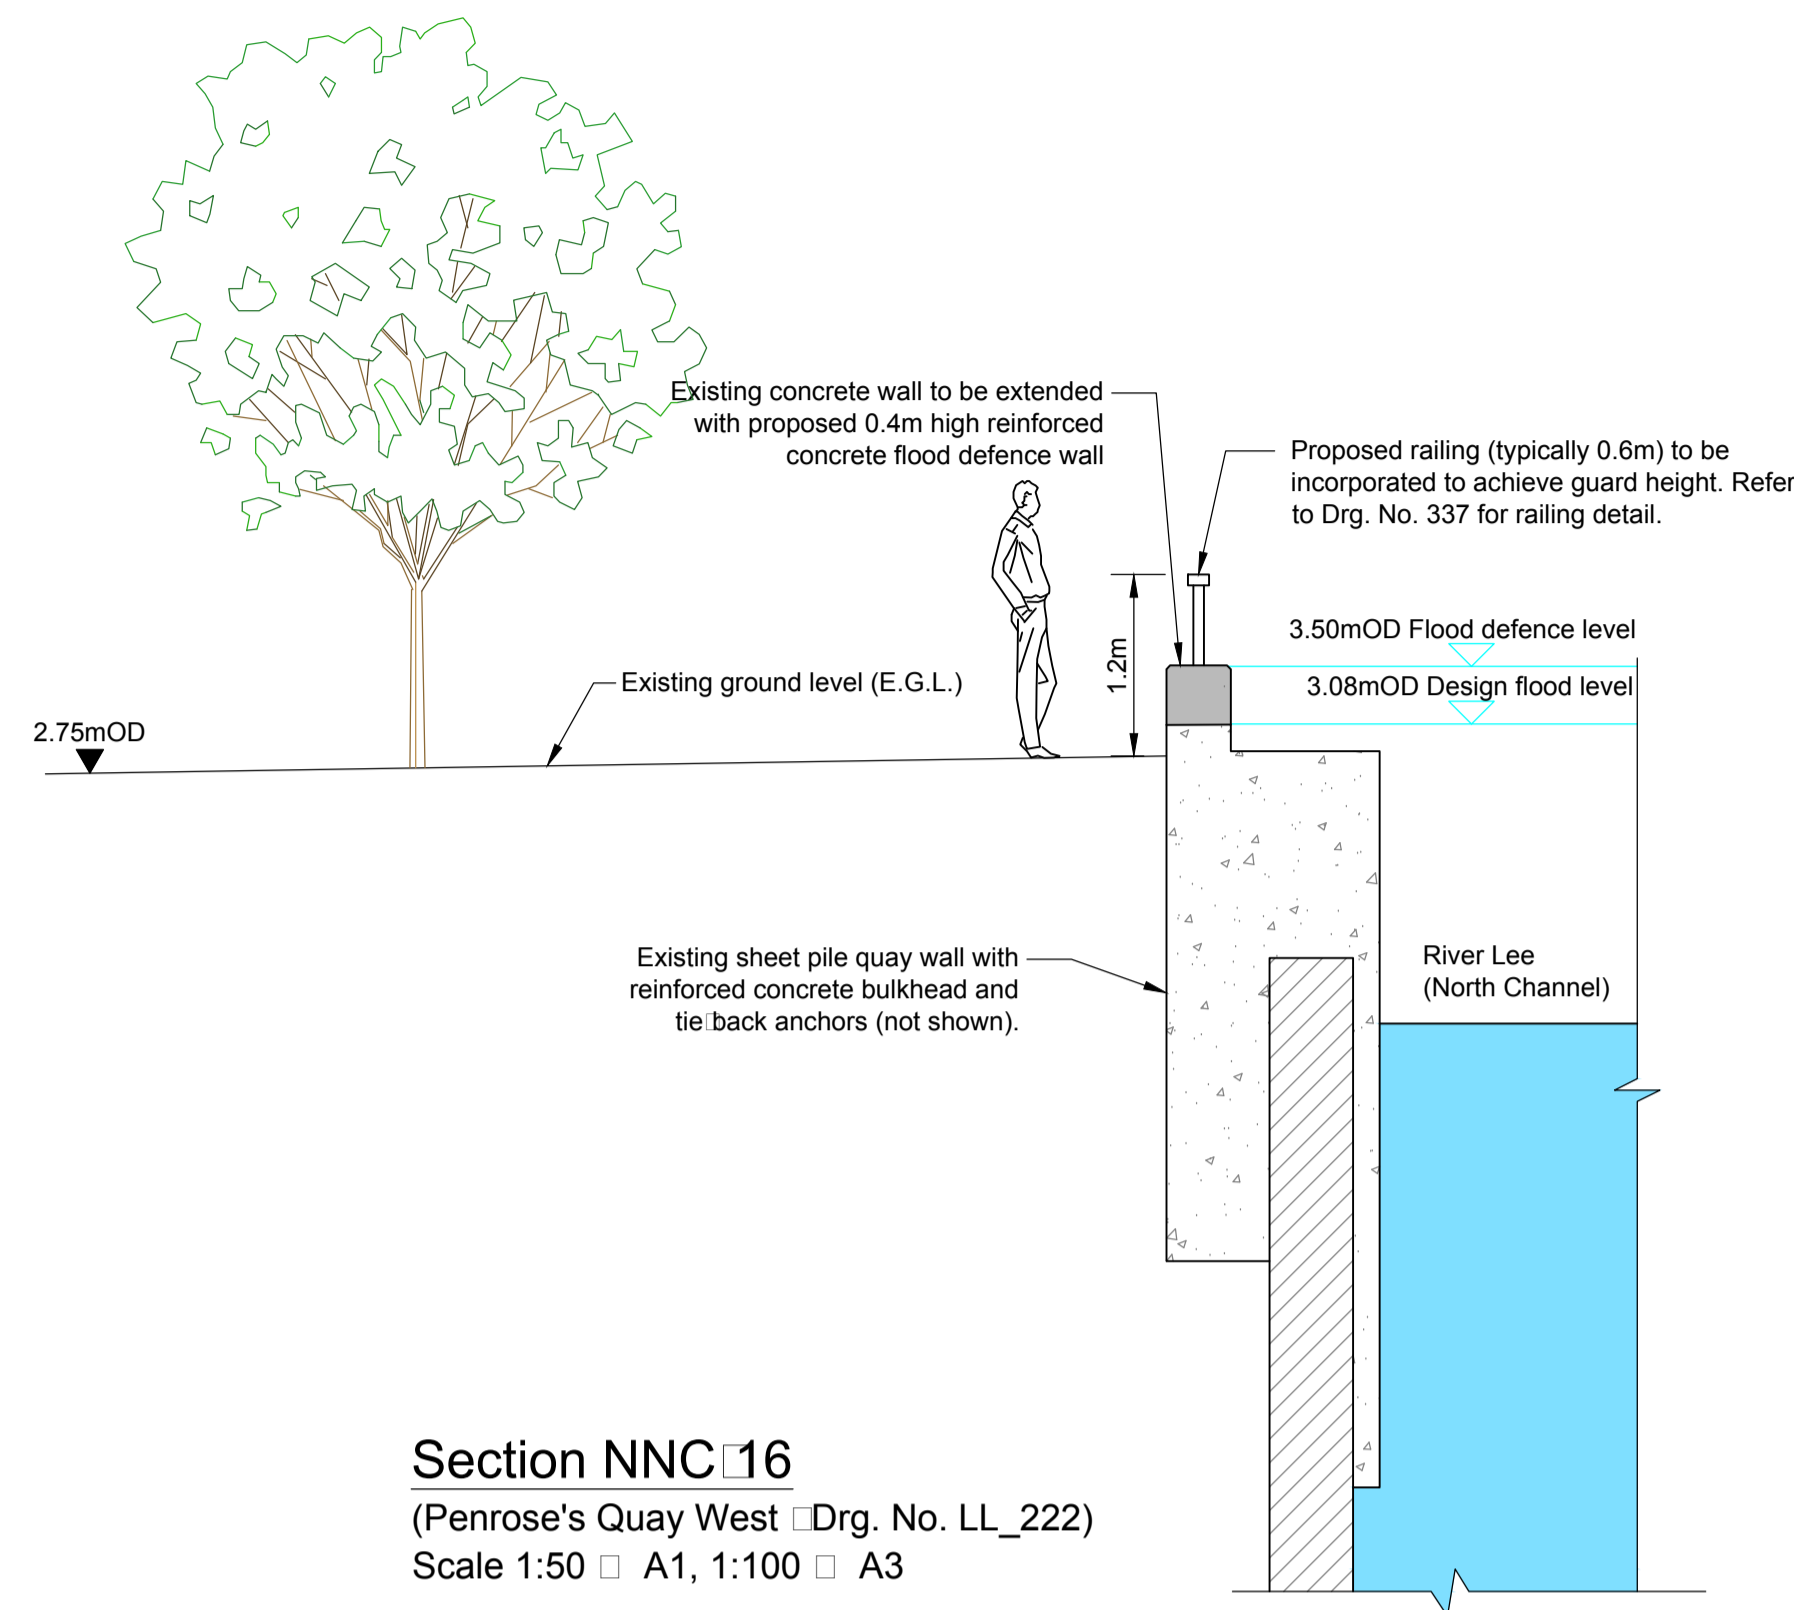 Existing concrete wall to be extended
with proposed 0.4m high reinforced
concrete flood defence wall
Proposed railing (typically 0.6m) to be
incorporated to achieve guard height. Refer
to Drg. No. 337 for railing detail.
3.50mOD Flood defence level
1.2m
3.08mOD Design flood level
Existing ground level (E.G.L.)
2.75mOD
Existing sheet pile quay wall with
reinforced concrete bulkhead and
tie□back anchors (not shown).
River Lee
(North Channel)
Section NNC□16
(Penrose's Quay West □Drg. No. LL_222)
Scale 1:50 □ A1, 1:100 □ A3